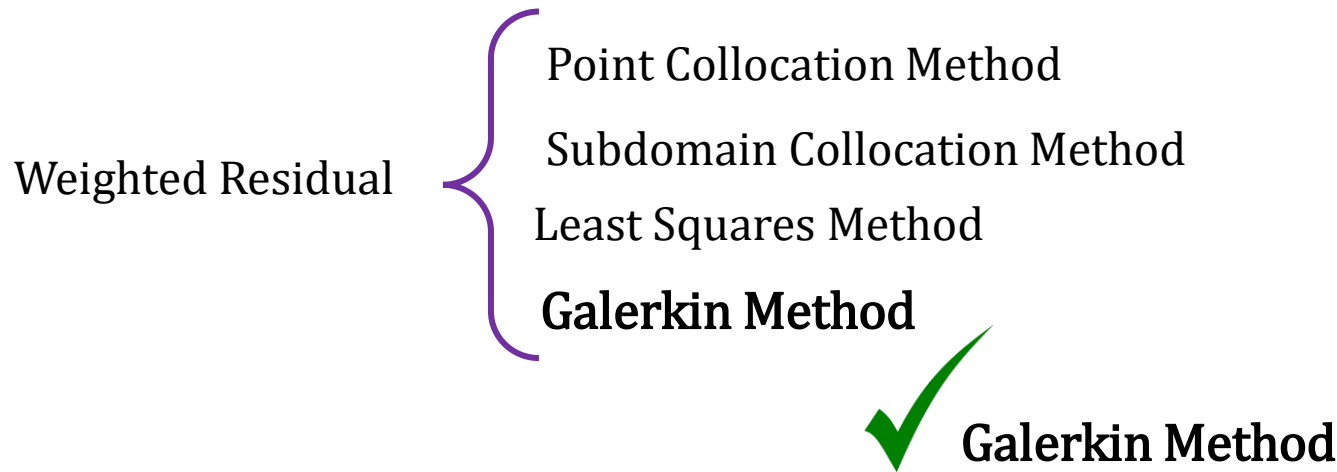 Point Collocation Method
Subdomain Collocation Method
Weighted Residual
Least Squares Method
Galerkin Method
Galerkin Method